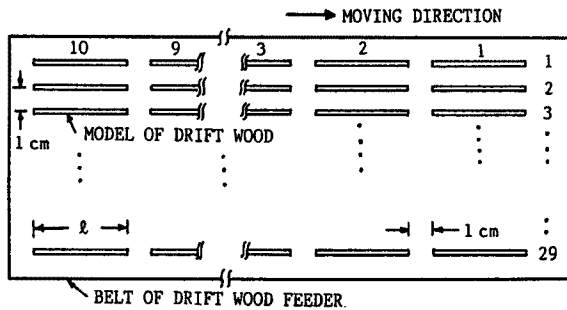 MOVING DIRECTION
10 9 3 2 1
1
2
3
1 cm
MODEL OF DRIFT WOOD
ℓ
1 cm
29
BELT OF DRIFT WOOD FEEDER.